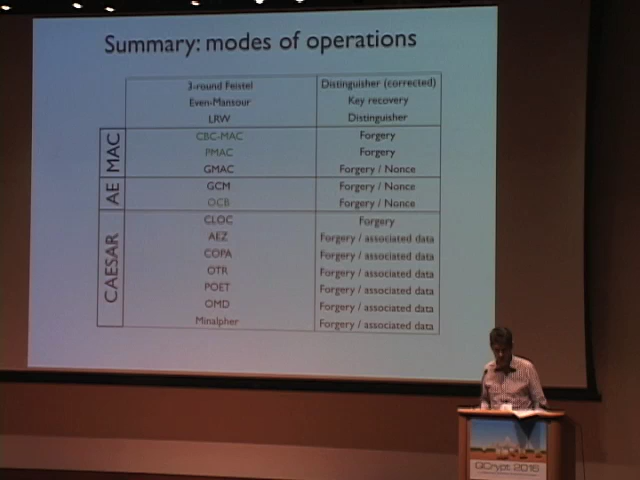 Summary: modes of operations
3-round Feistel Distinguisher (corrected)
Even-Mansour Key recovery
LRW Distinguisher
MAC
CBC-MAC Forgery
PMAC Forgery
GMAC Forgery / Nonce
AE
GCM Forgery / Nonce
OCB Forgery / Nonce
CAESAR
CLOC Forgery
AEZ Forgery / associated data
COPA Forgery / associated data
OTR Forgery / associated data
POET Forgery / associated data
OMD Forgery / associated data
Minalpher Forgery / associated data
QCrypt 2016